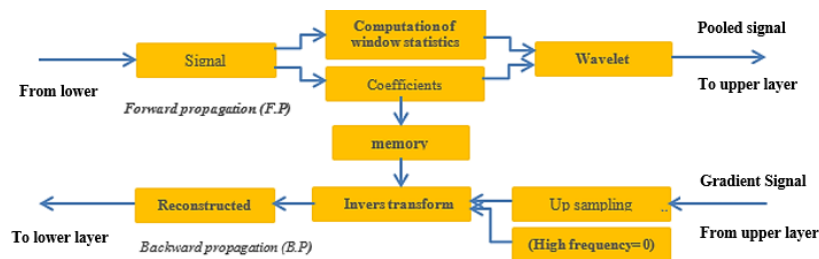 Computation of
window statistics
Pooled signal
Signal
Wavelet
From lower
Coefficients
To upper layer
Forward propagation (F.P)
memory
Gradient Signal
Reconstructed
Invers transform
Up sampling ..
To lower layer
Backward propagation (B.P)
(High frequency=0)
From upper layer